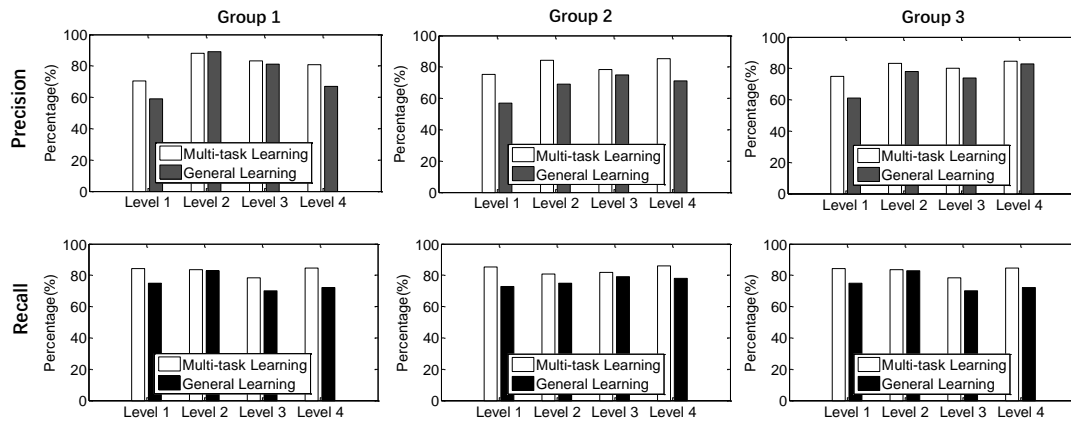 Group 1
Group 2
Group 3
Precision
Percentage(%)
100
80
60
40
20
0
Multi-task Learning
General Learning
Level 1 Level 2 Level 3 Level 4
Percentage(%)
100
80
60
40
20
0
Multi-task Learning
General Learning
Level 1 Level 2 Level 3 Level 4
Percentage(%)
100
80
60
40
20
0
Multi-task Learning
General Learning
Level 1 Level 2 Level 3 Level 4
Recall
Percentage(%)
100
80
60
40
20
0
Multi-task Learning
General Learning
Level 1 Level 2 Level 3 Level 4
Percentage(%)
100
80
60
40
20
0
Multi-task Learning
General Learning
Level 1 Level 2 Level 3 Level 4
Percentage(%)
100
80
60
40
20
0
Multi-task Learning
General Learning
Level 1 Level 2 Level 3 Level 4